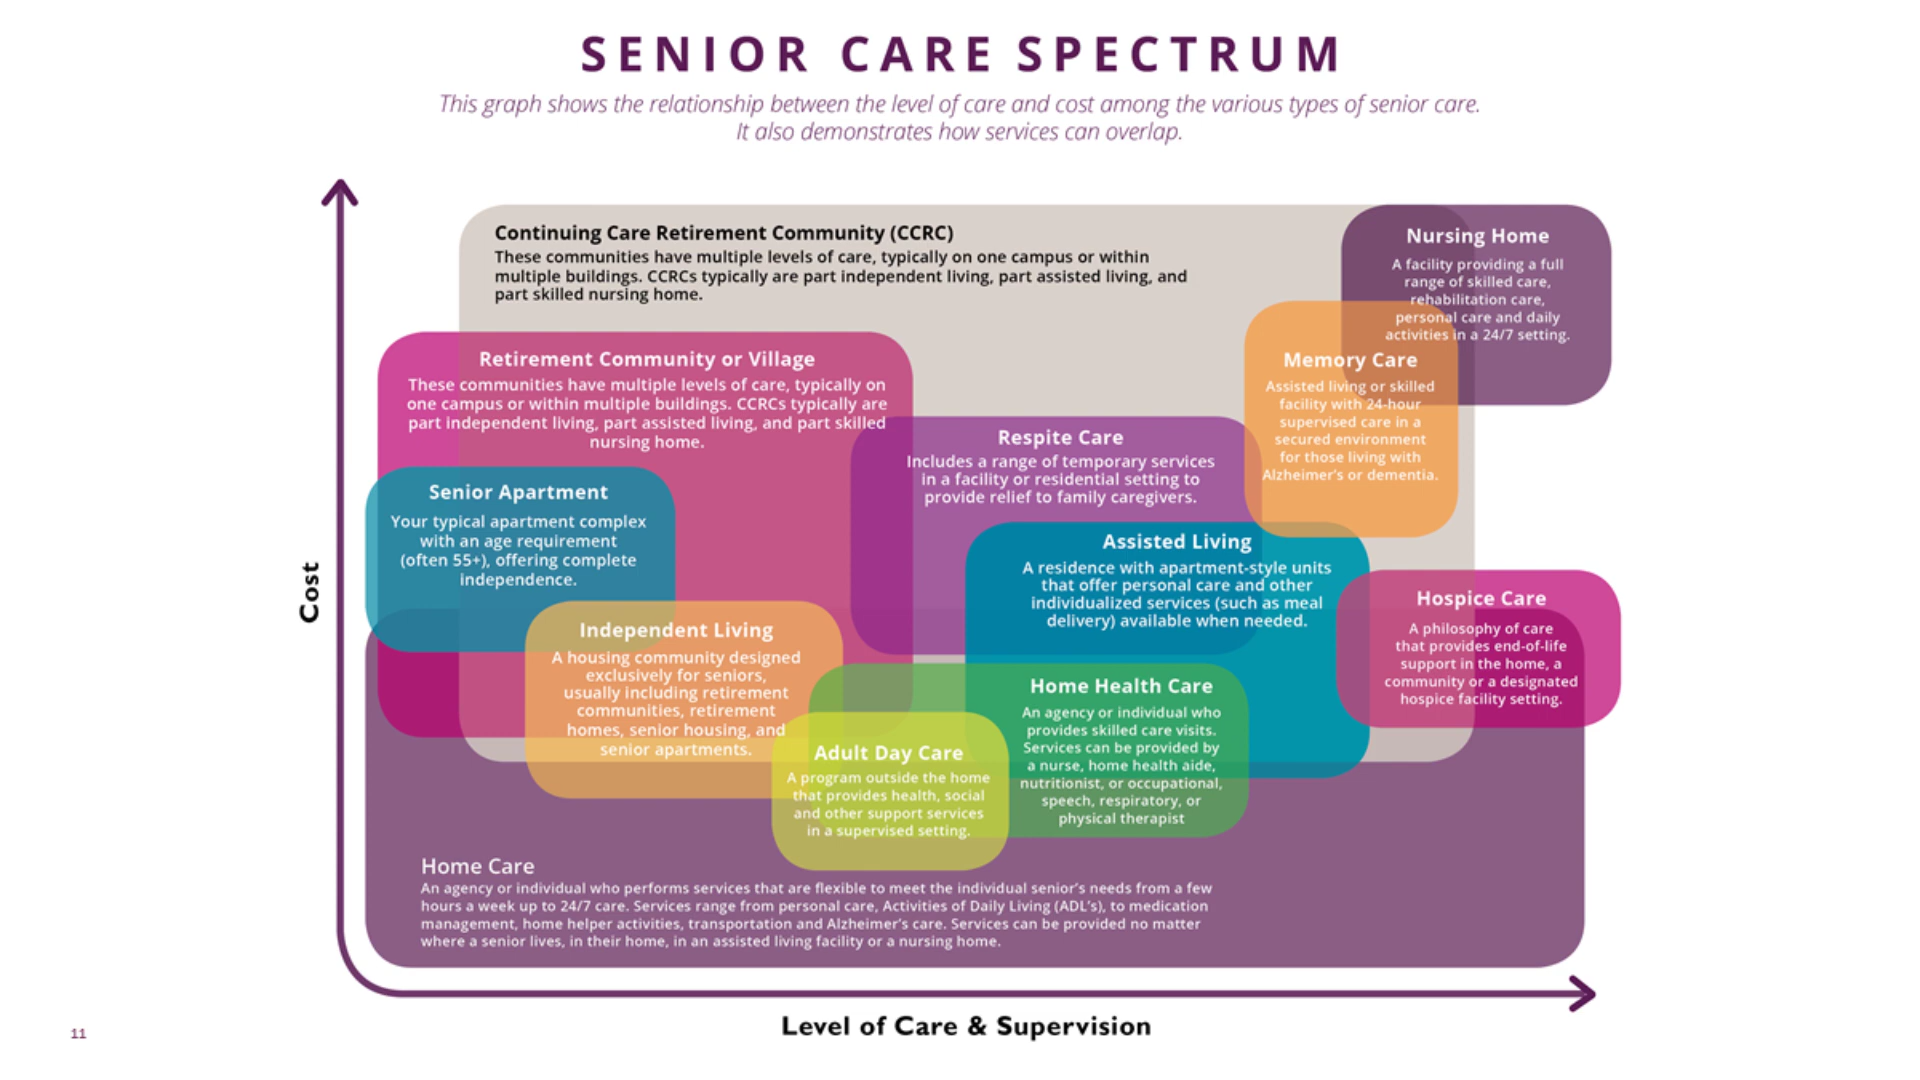 SENIOR CARE SPECTRUM
This graph shows the relationship between the level of care and cost among the various types of senior care.
It also demonstrates how services can overlap.
Continuing Care Retirement Community (CCRC)
These communities have multiple levels of care, typically on one campus or within
multiple buildings. CCRCs typically are part independent living, part assisted living, and
part skilled nursing home.
Nursing Home
A facility providing a full
range of skilled care,
rehabilitation care,
personal care and daily
activities in a 24/7 setting.
Retirement Community or Village
These communities have multiple levels of care, typically on
one campus or within multiple buildings. CCRCs typically are
part independent living, part assisted living, and part skilled
nursing home.
Memory Care
Assisted living or skilled
facility with 24-hour
supervised care in a
secured environment
for those living with
Alzheimer's or dementia.
Respite Care
Includes a range of temporary services
in a facility or residential setting to
provide relief to family caregivers.
Senior Apartment
Your typical apartment complex
with an age requirement
(often 55+), offering complete
independence.
Assisted Living
A residence with apartment-style units
that offer personal care and other
individualized services (such as meal
delivery) available when needed.
Hospice Care
A philosophy of care
that provides end-of-life
support in the home, a
community or a designated
hospice facility setting.
Independent Living
A housing community designed
exclusively for seniors,
usually including retirement
communities, retirement
homes, senior housing, and
senior apartments.
Home Health Care
An agency or individual who
provides skilled care visits.
Services can be provided by
a nurse, home health aide,
nutritionist, or occupational,
speech, respiratory, or
physical therapist
Adult Day Care
A program outside the home
that provides health, social
and other support services
in a supervised setting.
Home Care
An agency or individual who performs services that are flexible to meet the individual senior's needs from a few
hours a week up to 24/7 care. Services range from personal care, Activities of Daily Living (ADL's), to medication
management, home helper activities, transportation and Alzheimer's care. Services can be provided no matter
where a senior lives, in their home, in an assisted living facility or a nursing home.
Cost
Level of Care & Supervision
11